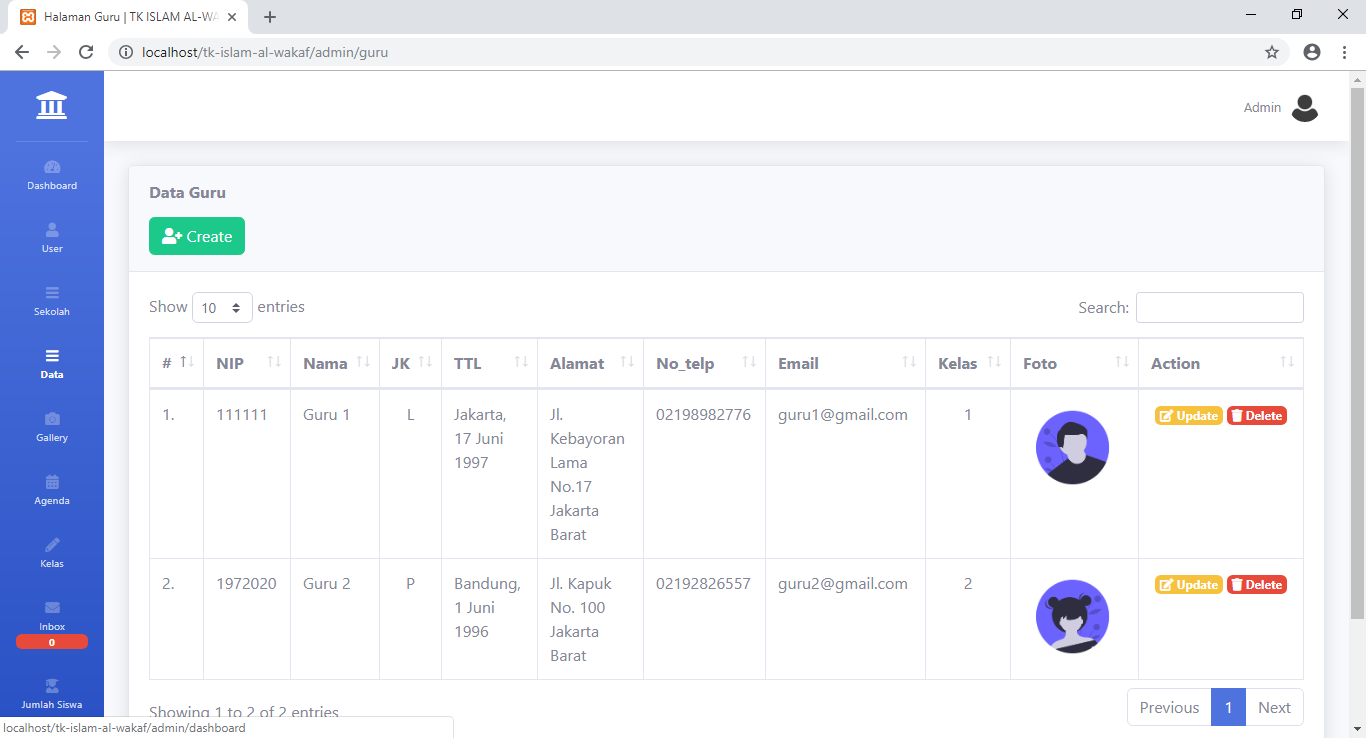 Halaman Guru | TK ISLAM AL-WA
localhost/tk-islam-al-wakaf/admin/guru
Admin
Dashboard
User
Sekolah
Data
Gallery
Agenda
Kelas
Inbox
0
Jumlah Siswa
Data Guru
Create
Show 10 entries
Search:
# NIP Nama JK TTL Alamat No_telp Email Kelas Foto Action
1. 111111 Guru 1 L Jakarta, Jl. 02198982776 guru1@gmail.com 1 Update Delete
17 Juni Kebayoran
1997 Lama
No.17
Jakarta
Barat
2. 1972020 Guru 2 P Bandung, Jl. Kapuk 02192826557 guru2@gmail.com 2 Update Delete
1 Juni No. 100
1996 Jakarta
Barat
Showing 1 to 2 of 2 entries
Previous 1 Next
localhost/tk-islam-al-wakaf/admin/dashboard